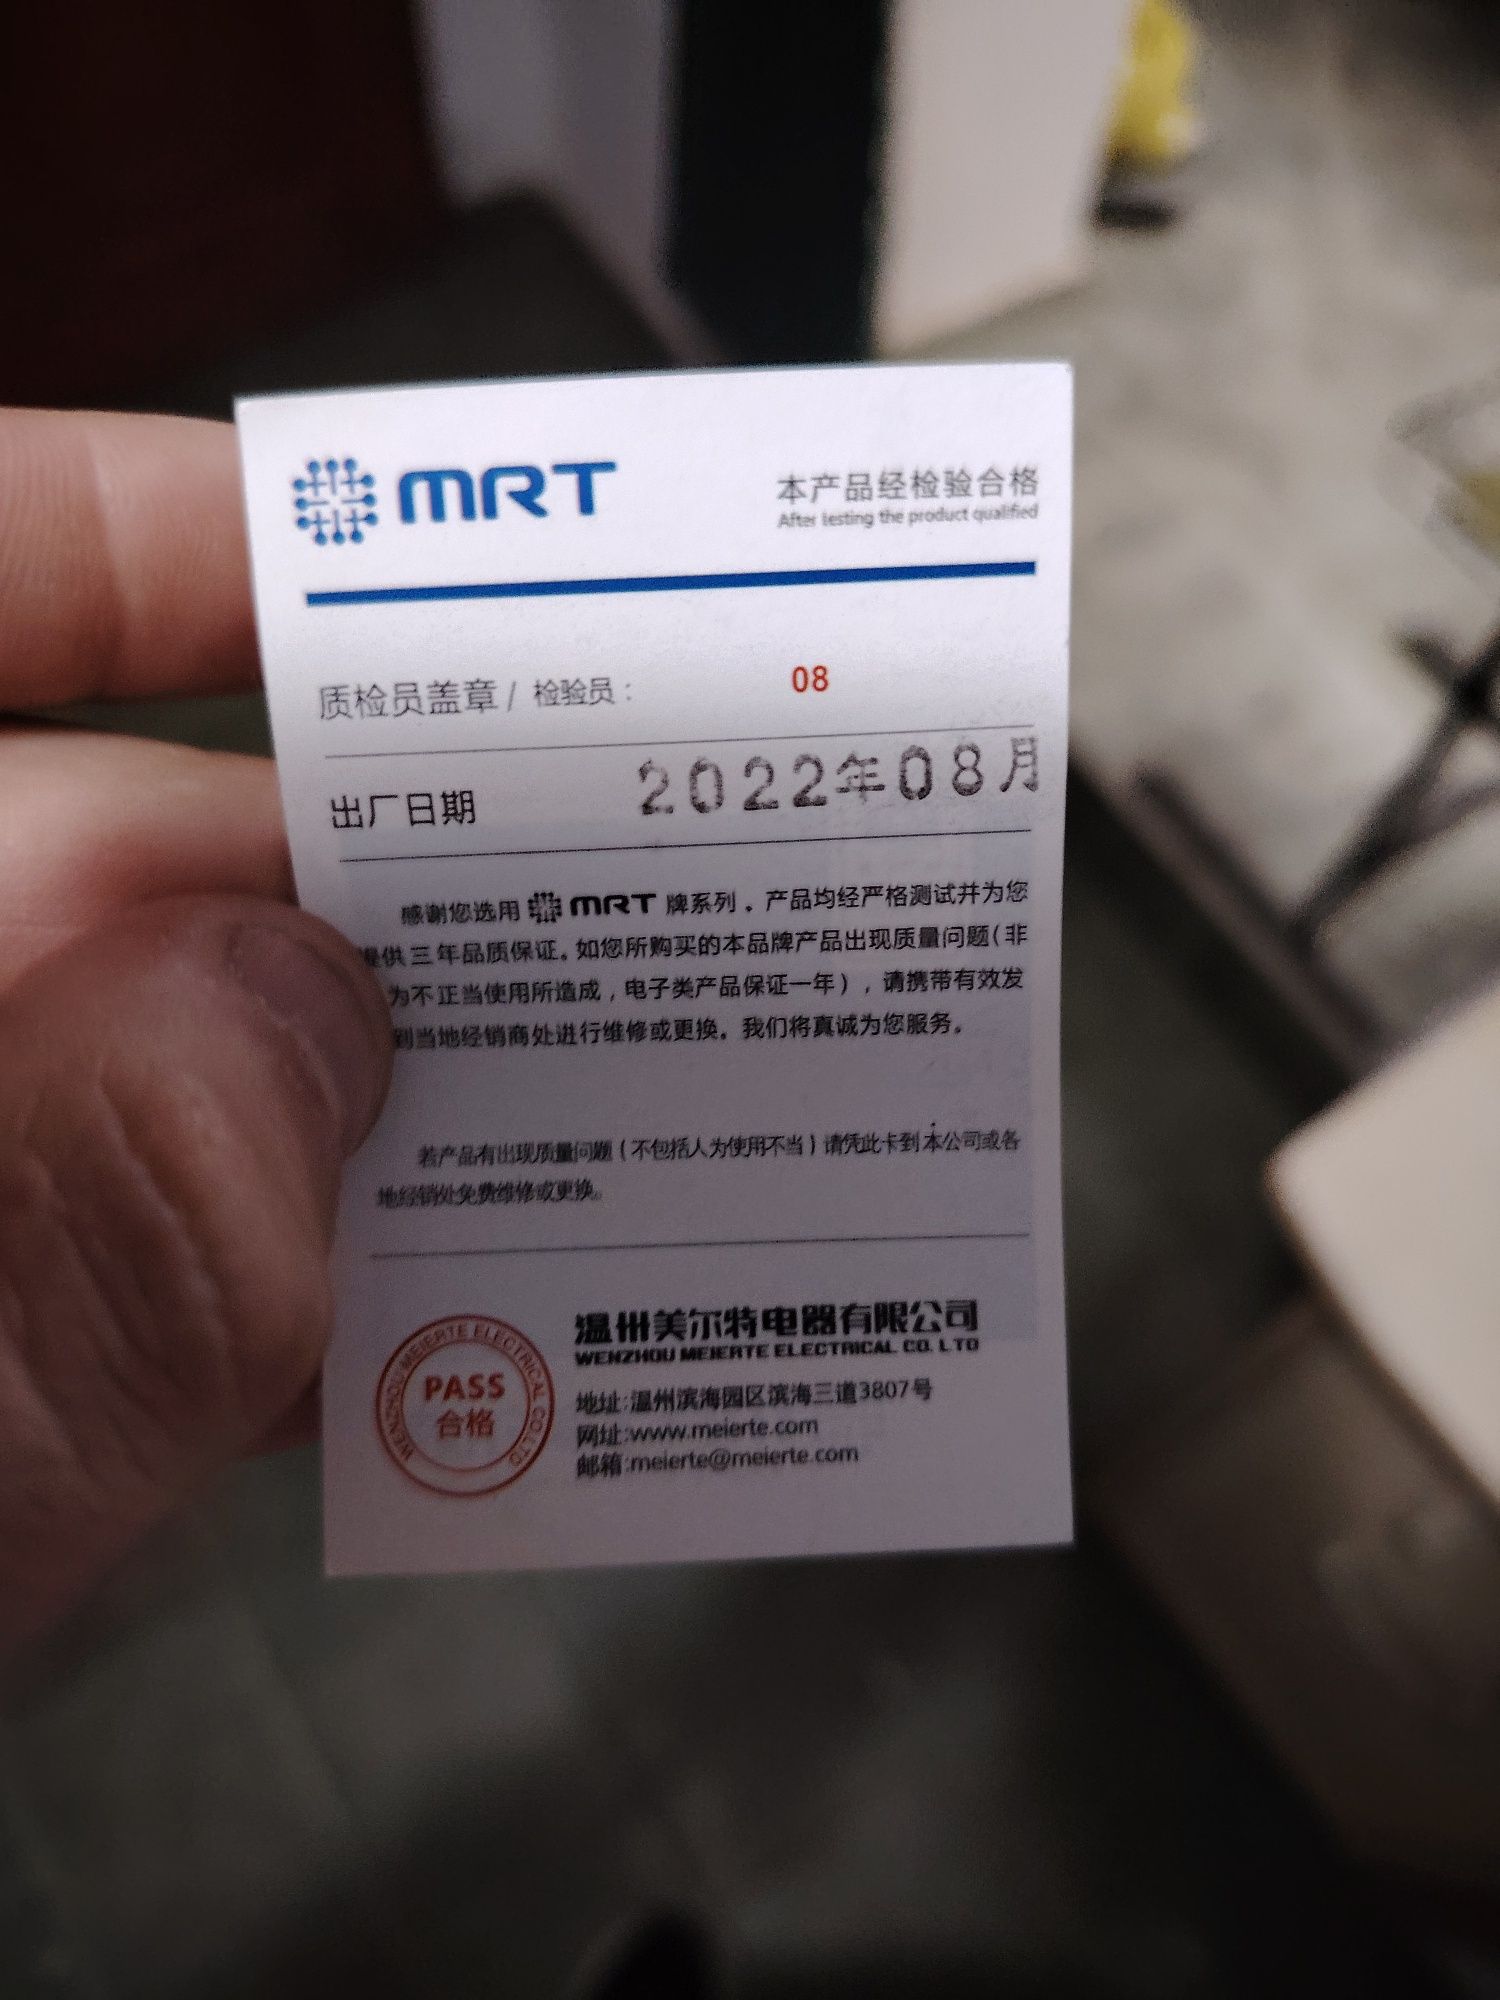 MRT
本产品经检验合格
After testing the product qualified
质检员盖章 / 检验员：
08
出厂日期
2022年08月
感谢您选用 MRT 牌系列。产品均经严格测试并为您
提供三年品质保证。如您所购买的本品牌产品出现质量问题（非
为不正当使用所造成，电子类产品保证一年），请携带有效发
到当地经销商处进行维修或更换。我们将真诚为您服务。
若产品有出现质量问题（不包括人为使用不当）请凭此卡到本公司或各
地经销处免费维修或更换。
WENZHOU MEIERTE ELECTRICAL CO.LTD
PASS
合格
温州美尔特电器有限公司
WENZHOU MEIERTE ELECTRICAL CO. LTD
地址:温州滨海园区滨海三道3807号
网址:www.meierte.com
邮箱:meierte@meierte.com